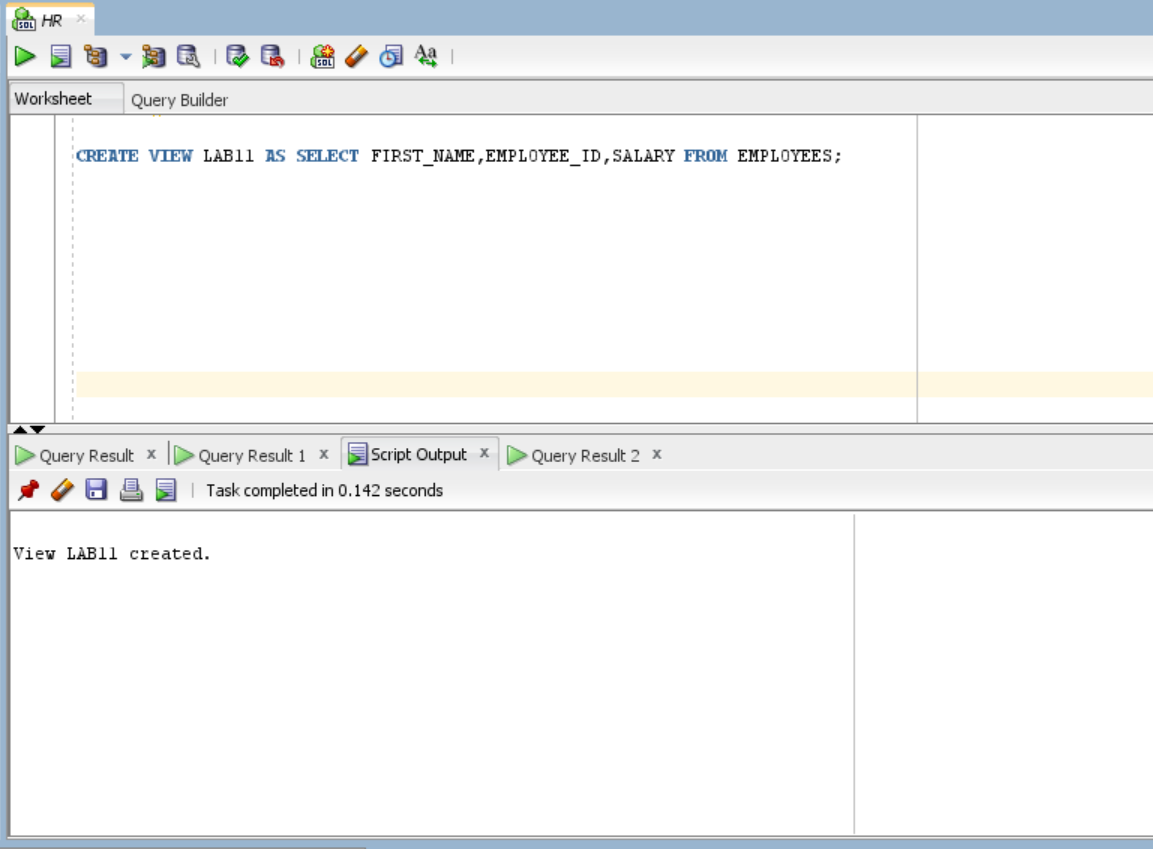 HR
Worksheet Query Builder
CREATE VIEW LAB11 AS SELECT FIRST_NAME,EMPLOYEE_ID,SALARY FROM EMPLOYEES;
Query Result x Query Result 1 x Script Output x Query Result 2 x
Task completed in 0.142 seconds
View LAB11 created.